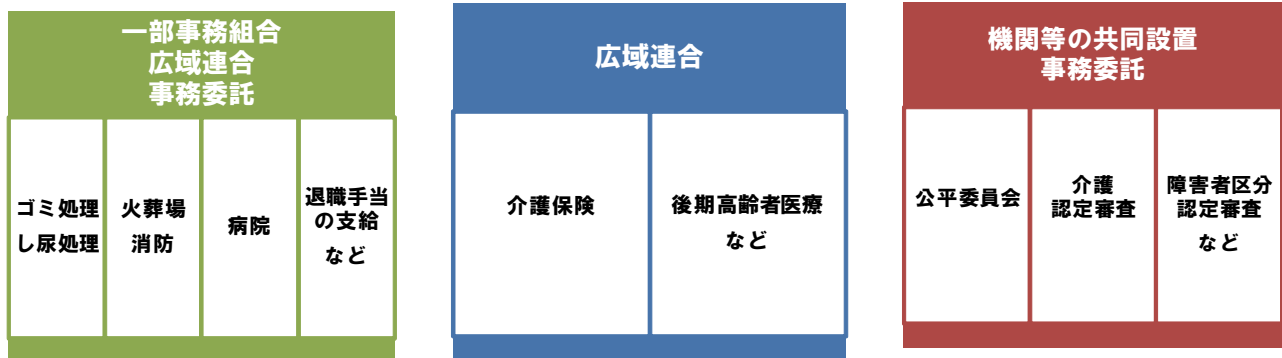 一部事務組合
広域連合
事務委託
ゴミ処理
し尿処理
火葬場
消防
病院
退職手当
の支給
など
広域連合
介護保険
後期高齢者医療
など
機関等の共同設置
事務委託
公平委員会
介護
認定審査
障害者区分
認定審査
など